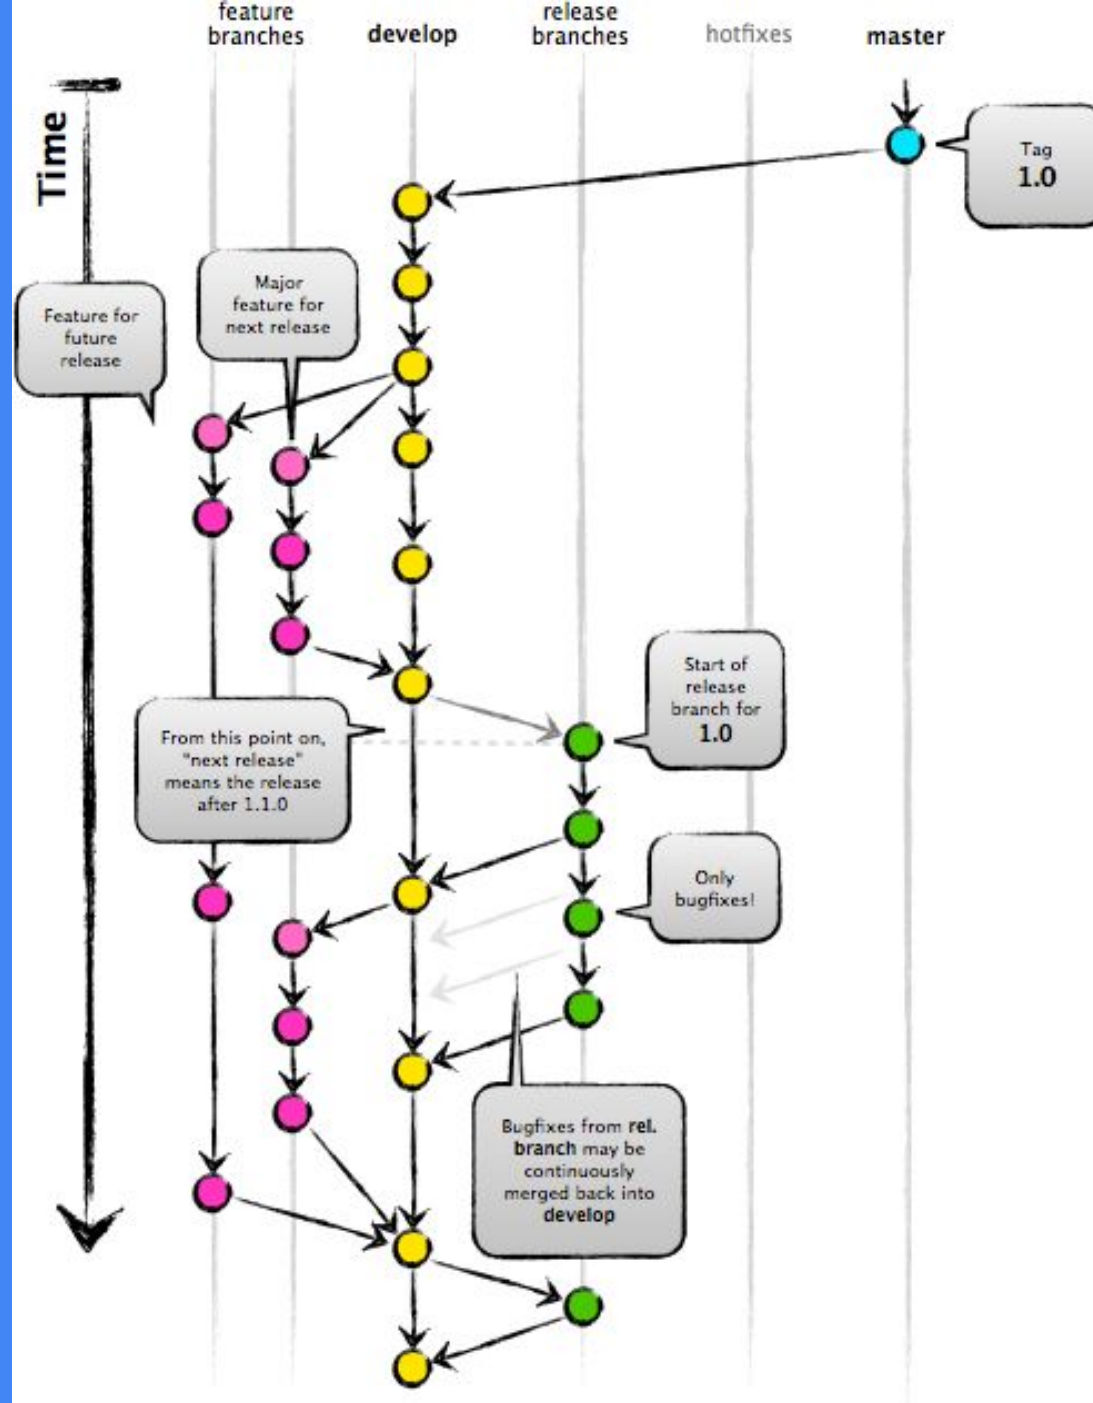 feature
branches
develop
release
branches
hotfixes
master
Time
Tag
1.0
Major
feature for
next release
Feature for
future
release
Start of
release
branch for
1.0
From this point on,
"next release"
means the release
after 1.1.0
Only
bugfixes!
Bugfixes from rel.
branch may be
continuously
merged back into
develop